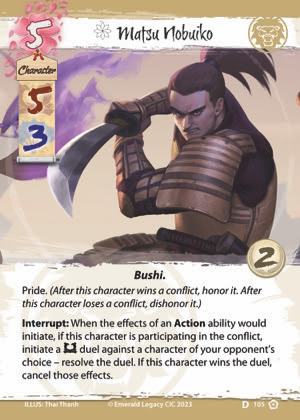 5
Matsu Nobuiko
Character
5
3
2
Bushi.
Pride. (After this character wins a conflict, honor it. After
this character loses a conflict, dishonor it.)
Interrupt: When the effects of an Action ability would
initiate, if this character is participating in the conflict,
initiate a duel against a character of your opponent's
choice – resolve the duel. If this character wins the duel,
cancel those effects.
ILLUS: Thai Thanh
© Emerald Legacy CIC 2023
D 105